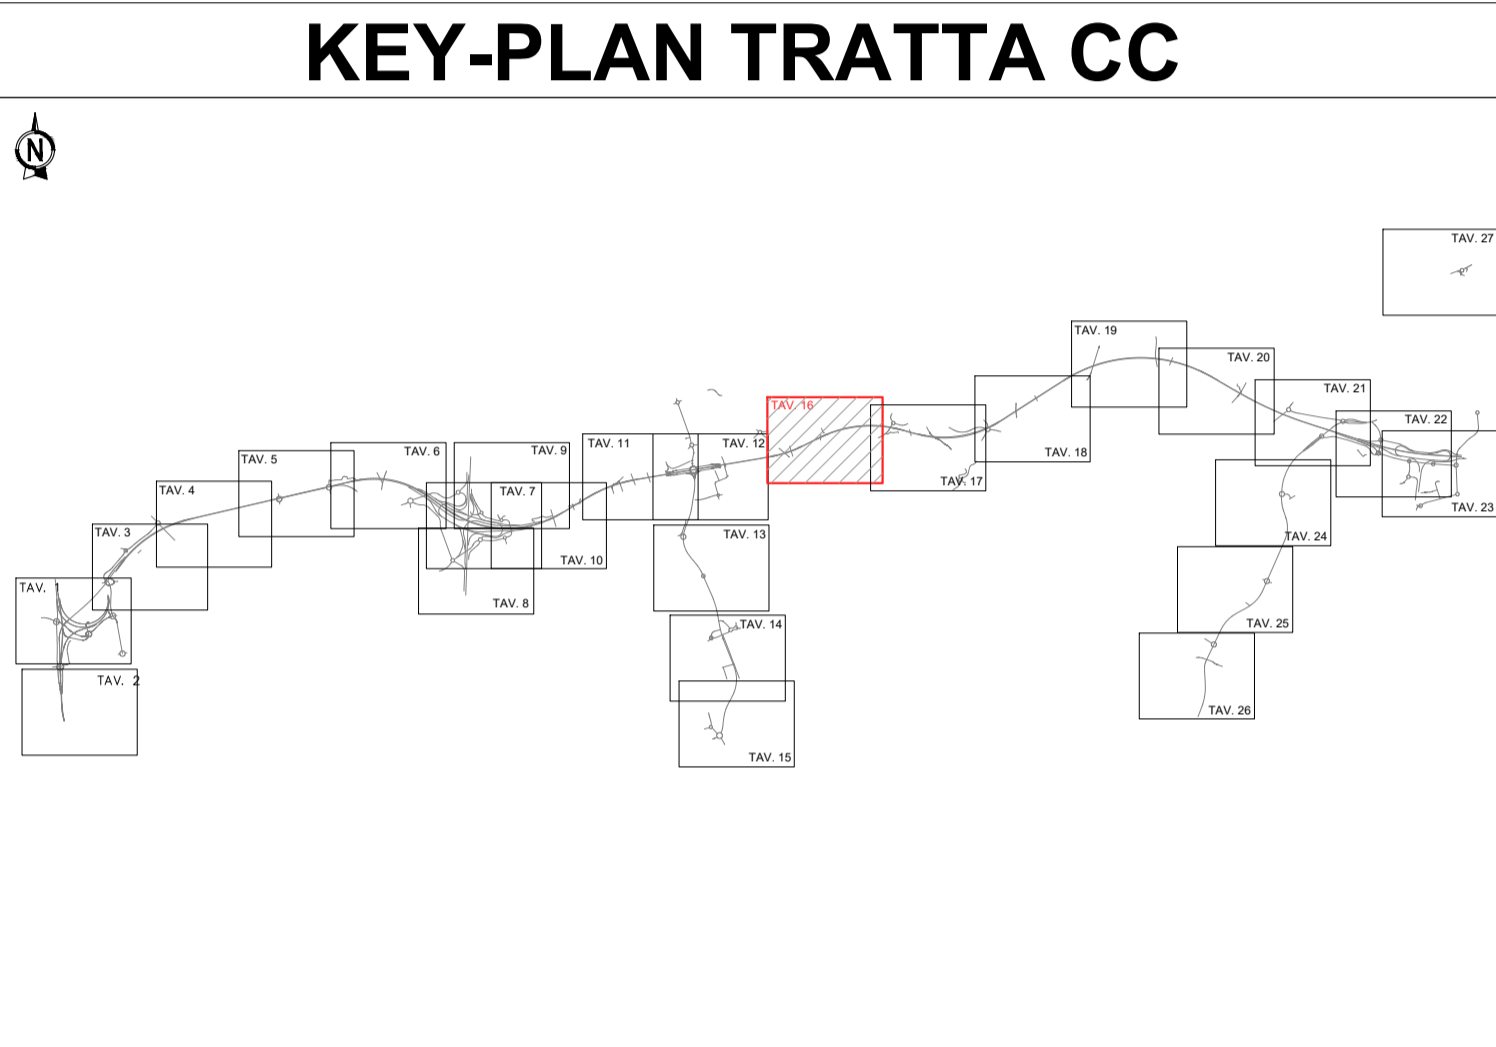 KEY-PLAN TRATTA CC
N
TAV. 27
TAV. 19
TAV. 20
TAV. 21
TAV. 16
TAV. 22
TAV. 11
TAV. 12
TAV. 6
TAV. 9
TAV. 18
TAV. 5
TAV. 17
TAV. 4
TAV. 7
TAV. 23
TAV. 3
TAV. 13
TAV. 24
TAV. 10
TAV. 1
TAV. 8
TAV. 14
TAV. 25
TAV. 2
TAV. 26
TAV. 15